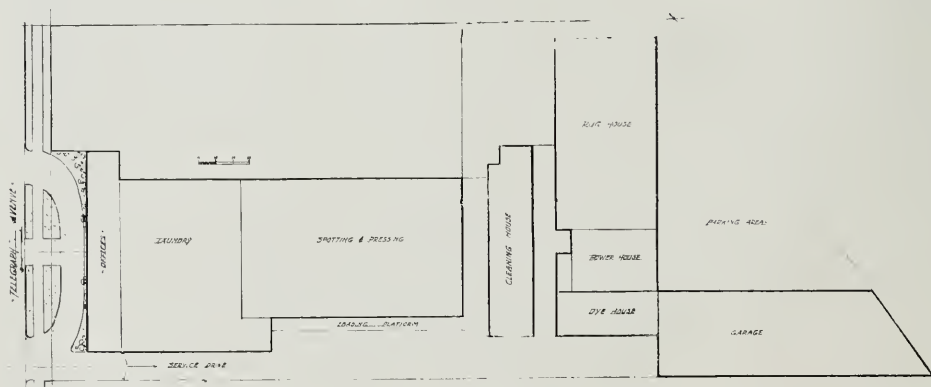 TELEGRAPH AVENUE
OFFICES
LAUNDRY
SPOTTING & PRESSING
LOADING PLATFORM
SERVICE DRIVE
CLEANING HOUSE
HOUSE
POWER HOUSE
DYE HOUSE
PARKING AREA
GARAGE